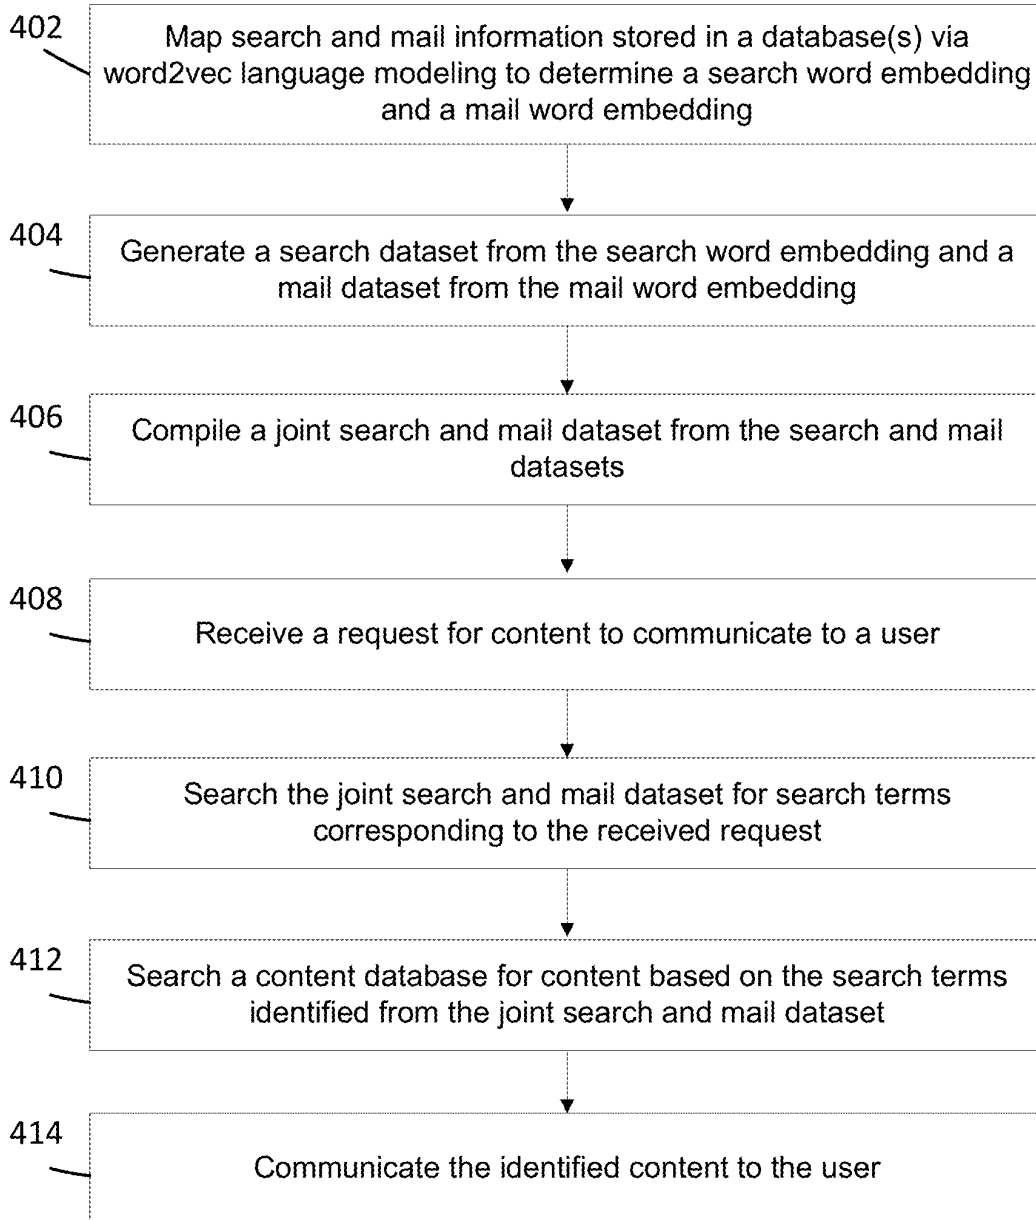 402
Map search and mail information stored in a database(s) via
word2vec language modeling to determine a search word embedding
and a mail word embedding
404
Generate a search dataset from the search word embedding and a
mail dataset from the mail word embedding
406
Compile a joint search and mail dataset from the search and mail
datasets
408
Receive a request for content to communicate to a user
410
Search the joint search and mail dataset for search terms
corresponding to the received request
412
Search a content database for content based on the search terms
identified from the joint search and mail dataset
414
Communicate the identified content to the user